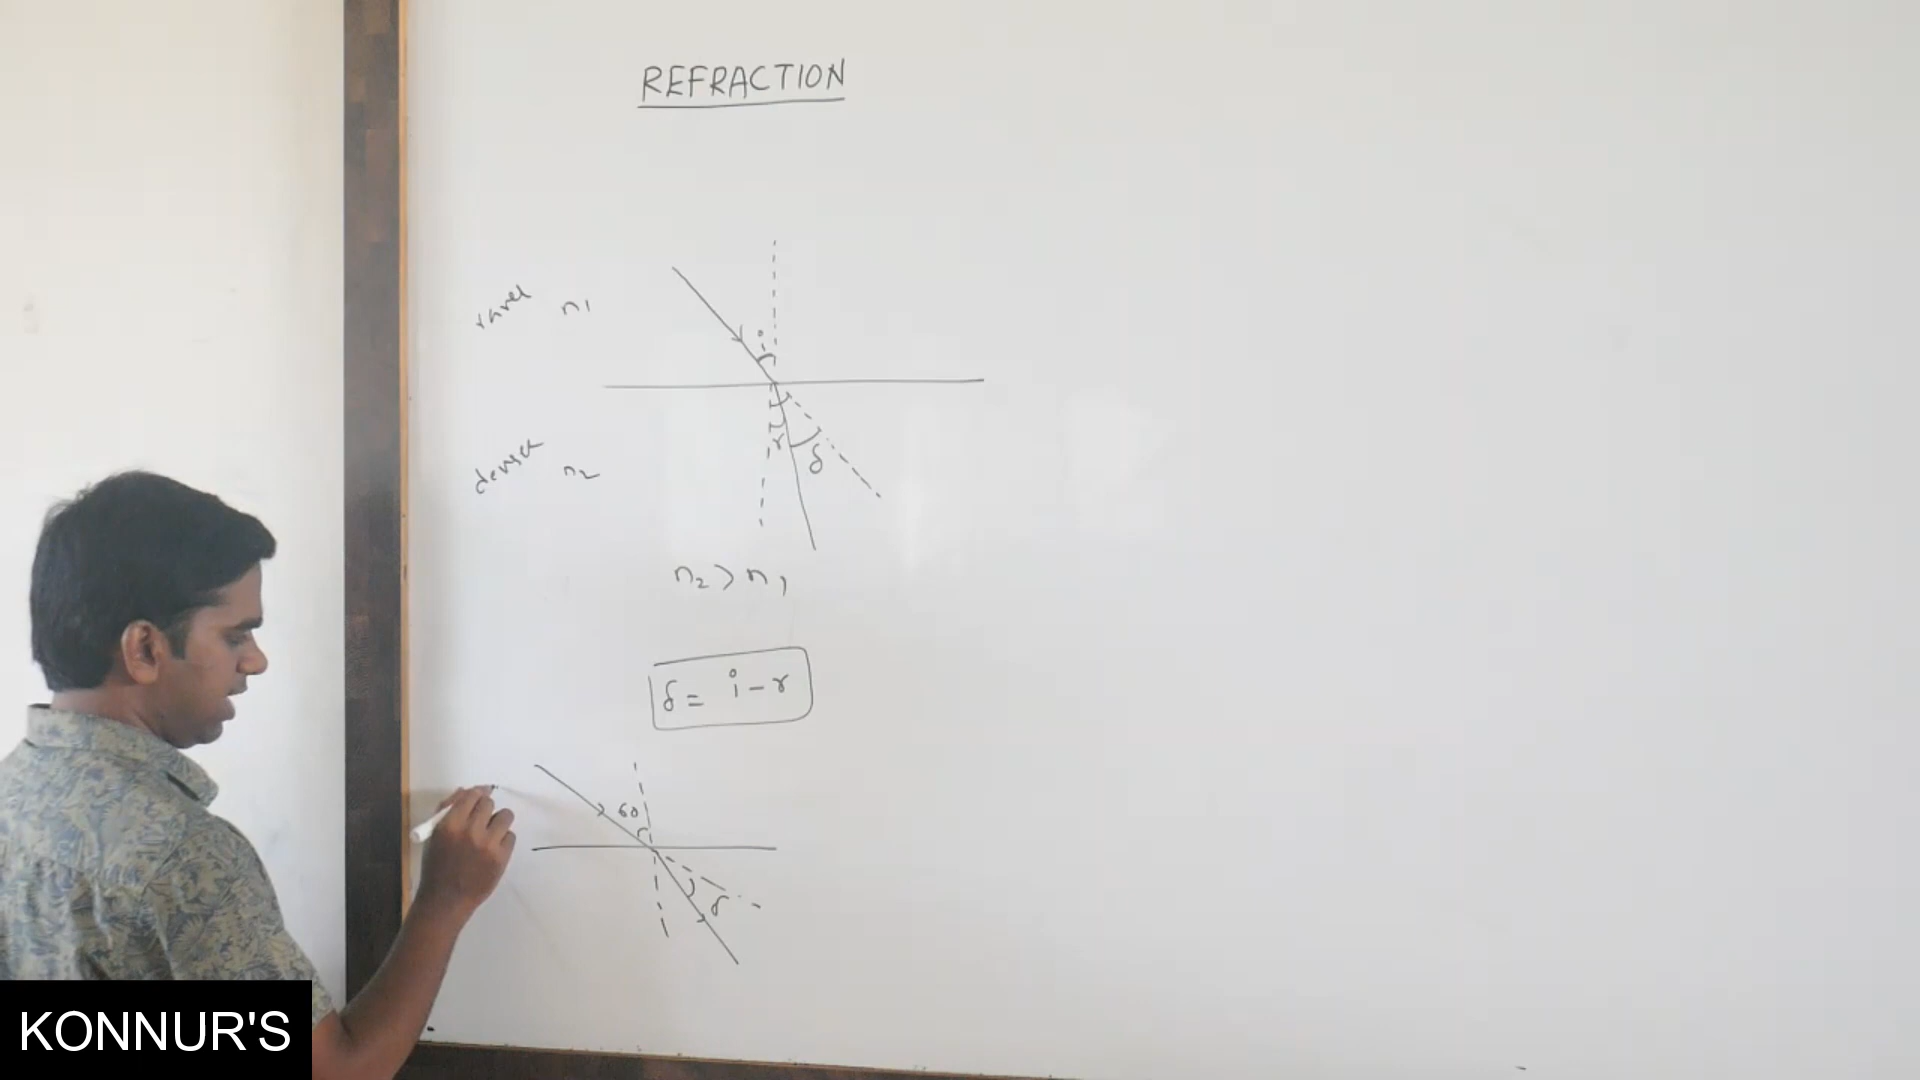 REFRACTION
rarer n1
i
denser n2
r
δ
n2 > n1
δ = i - r
60
δ
KONNUR'S